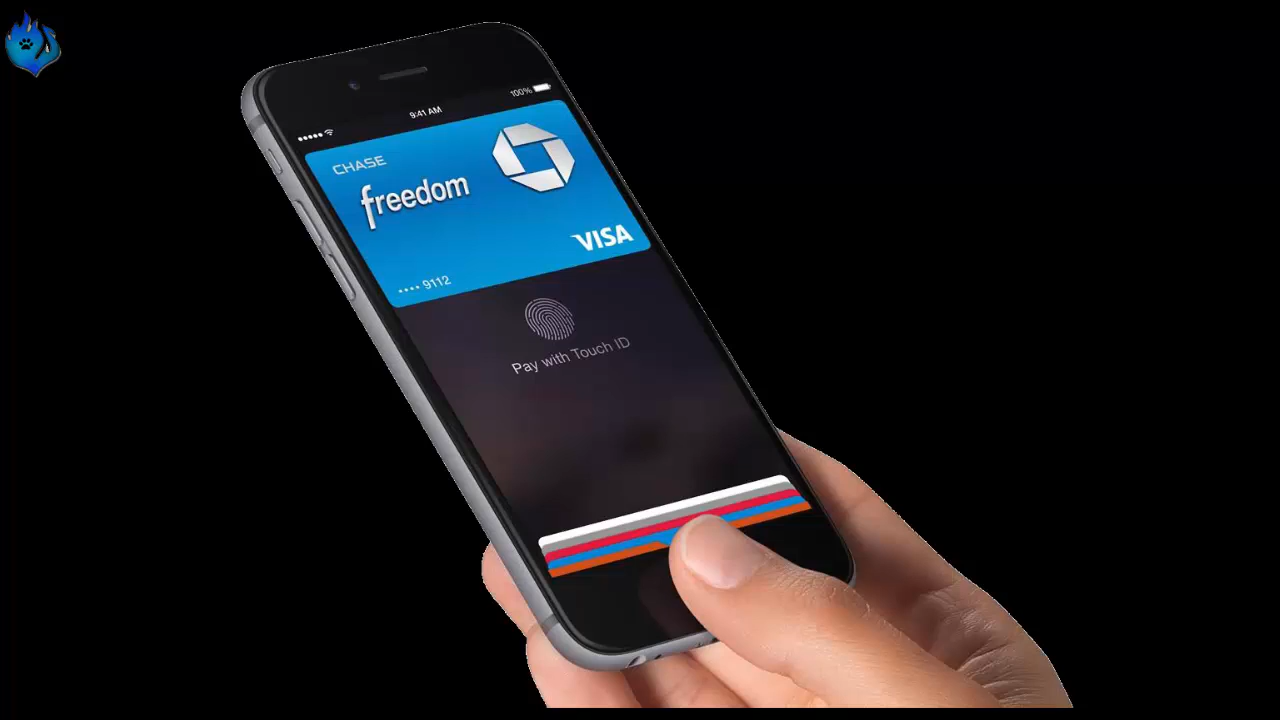 100%
9:41 AM
CHASE
freedom
VISA
•••• 9112
Pay with Touch ID